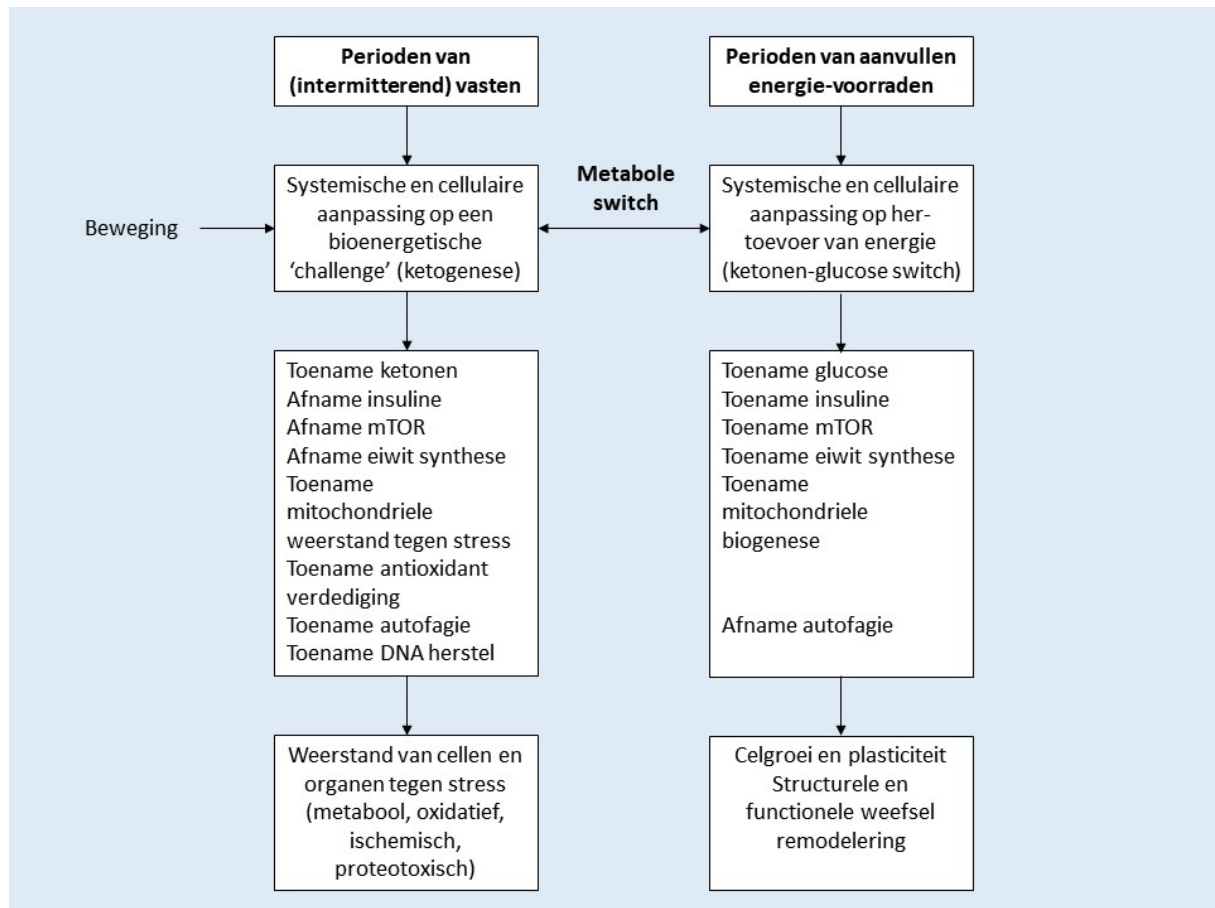 Perioden van
(intermitterend) vasten
Perioden van aanvullen
energie-voorraden
Beweging
Systemische en cellulaire
aanpassing op een
bioenergetische
‘challenge’ (ketogenese)
Metabole
switch
Systemische en cellulaire
aanpassing op her-
toevoer van energie
(ketonen-glucose switch)
Toename ketonen
Afname insuline
Afname mTOR
Afname eiwit synthese
Toename
mitochondriele
weerstand tegen stress
Toename antioxidant
verdediging
Toename autofagie
Toename DNA herstel
Toename glucose
Toename insuline
Toename mTOR
Toename eiwit synthese
Toename
mitochondriele
biogenese
Afname autofagie
Weerstand van cellen en
organen tegen stress
(metabool, oxidatief,
ischemisch,
proteotoxisch)
Celgroei en plasticiteit
Structurele en
functionele weefsel
remodelering